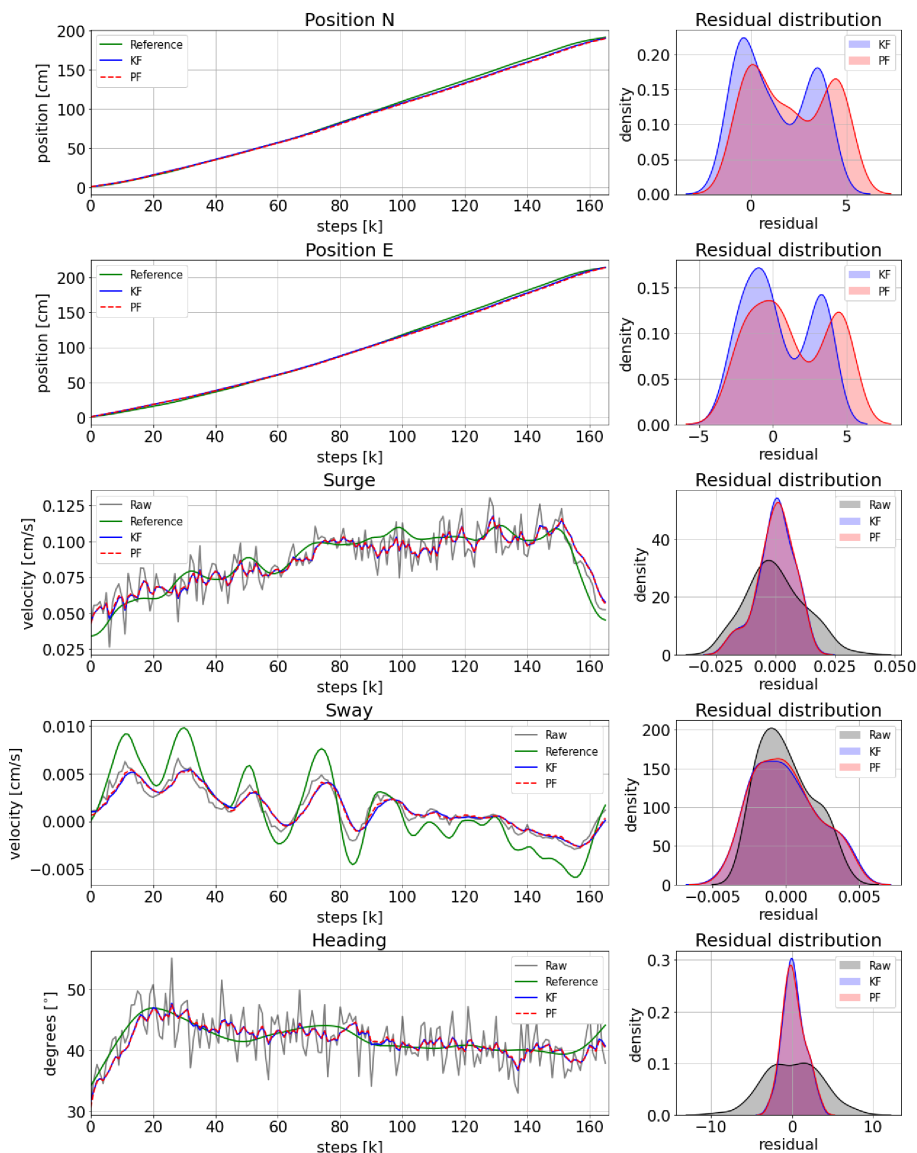 Position N
Reference
KF
PF
position [cm]
0
50
100
150
200
0 20 40 60 80 100 120 140 160
steps [k]
Residual distribution
KF
PF
density
0.00
0.05
0.10
0.15
0.20
0 5
residual
Position E
Reference
KF
PF
position [cm]
0
50
100
150
200
0 20 40 60 80 100 120 140 160
steps [k]
Residual distribution
KF
PF
density
0.00
0.05
0.10
0.15
−5 0 5
residual
Surge
Raw
Reference
KF
PF
velocity [cm/s]
0.025
0.050
0.075
0.100
0.125
0 20 40 60 80 100 120 140 160
steps [k]
Residual distribution
Raw
KF
PF
density
0
20
40
−0.025 0.000 0.025 0.050
residual
Sway
Raw
Reference
KF
PF
velocity [cm/s]
−0.005
0.000
0.005
0.010
0 20 40 60 80 100 120 140 160
steps [k]
Residual distribution
Raw
KF
PF
density
0
50
100
150
200
−0.005 0.000 0.005
residual
Heading
Raw
Reference
KF
PF
degrees [°]
30
40
50
0 20 40 60 80 100 120 140 160
steps [k]
Residual distribution
Raw
KF
PF
density
0.0
0.1
0.2
0.3
−10 0 10
residual